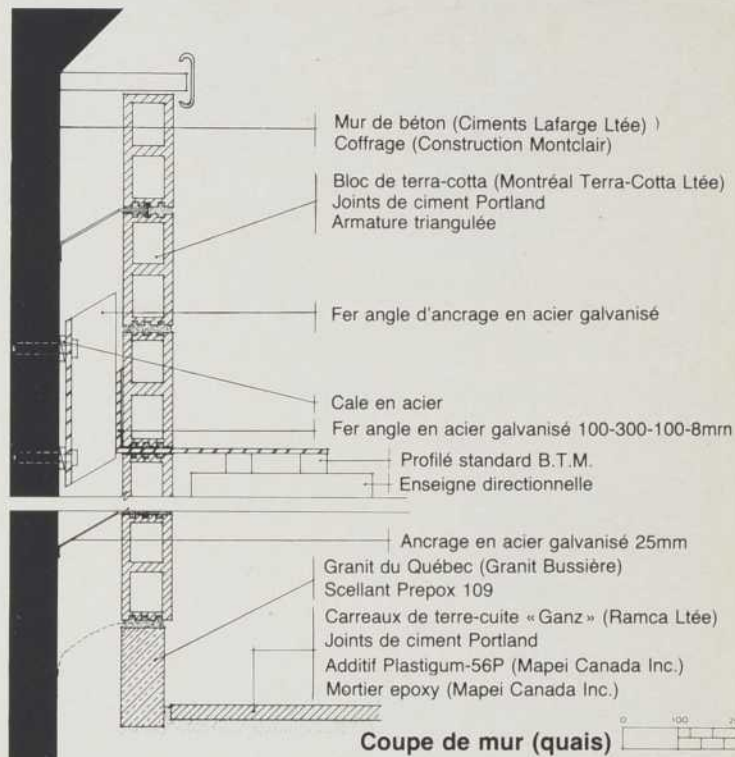 Mur de béton (Ciments Lafarge Ltée)
Coffrage (Construction Montclair)
Bloc de terra-cotta (Montréal Terra-Cotta Ltée)
Joints de ciment Portland
Armature triangulée
Fer angle d'ancrage en acier galvanisé
Cale en acier
Fer angle en acier galvanisé 100-300-100-8mm
Profilé standard B.T.M.
Enseigne directionnelle
Ancrage en acier galvanisé 25mm
Granit du Québec (Granit Bussière)
Scellant Prepox 109
Carreaux de terre-cuite « Ganz » (Ramca Ltée)
Joints de ciment Portland
Additif Plastigum-56P (Mapei Canada Inc.)
Mortier epoxy (Mapei Canada Inc.)
Coupe de mur (quais)
0 100